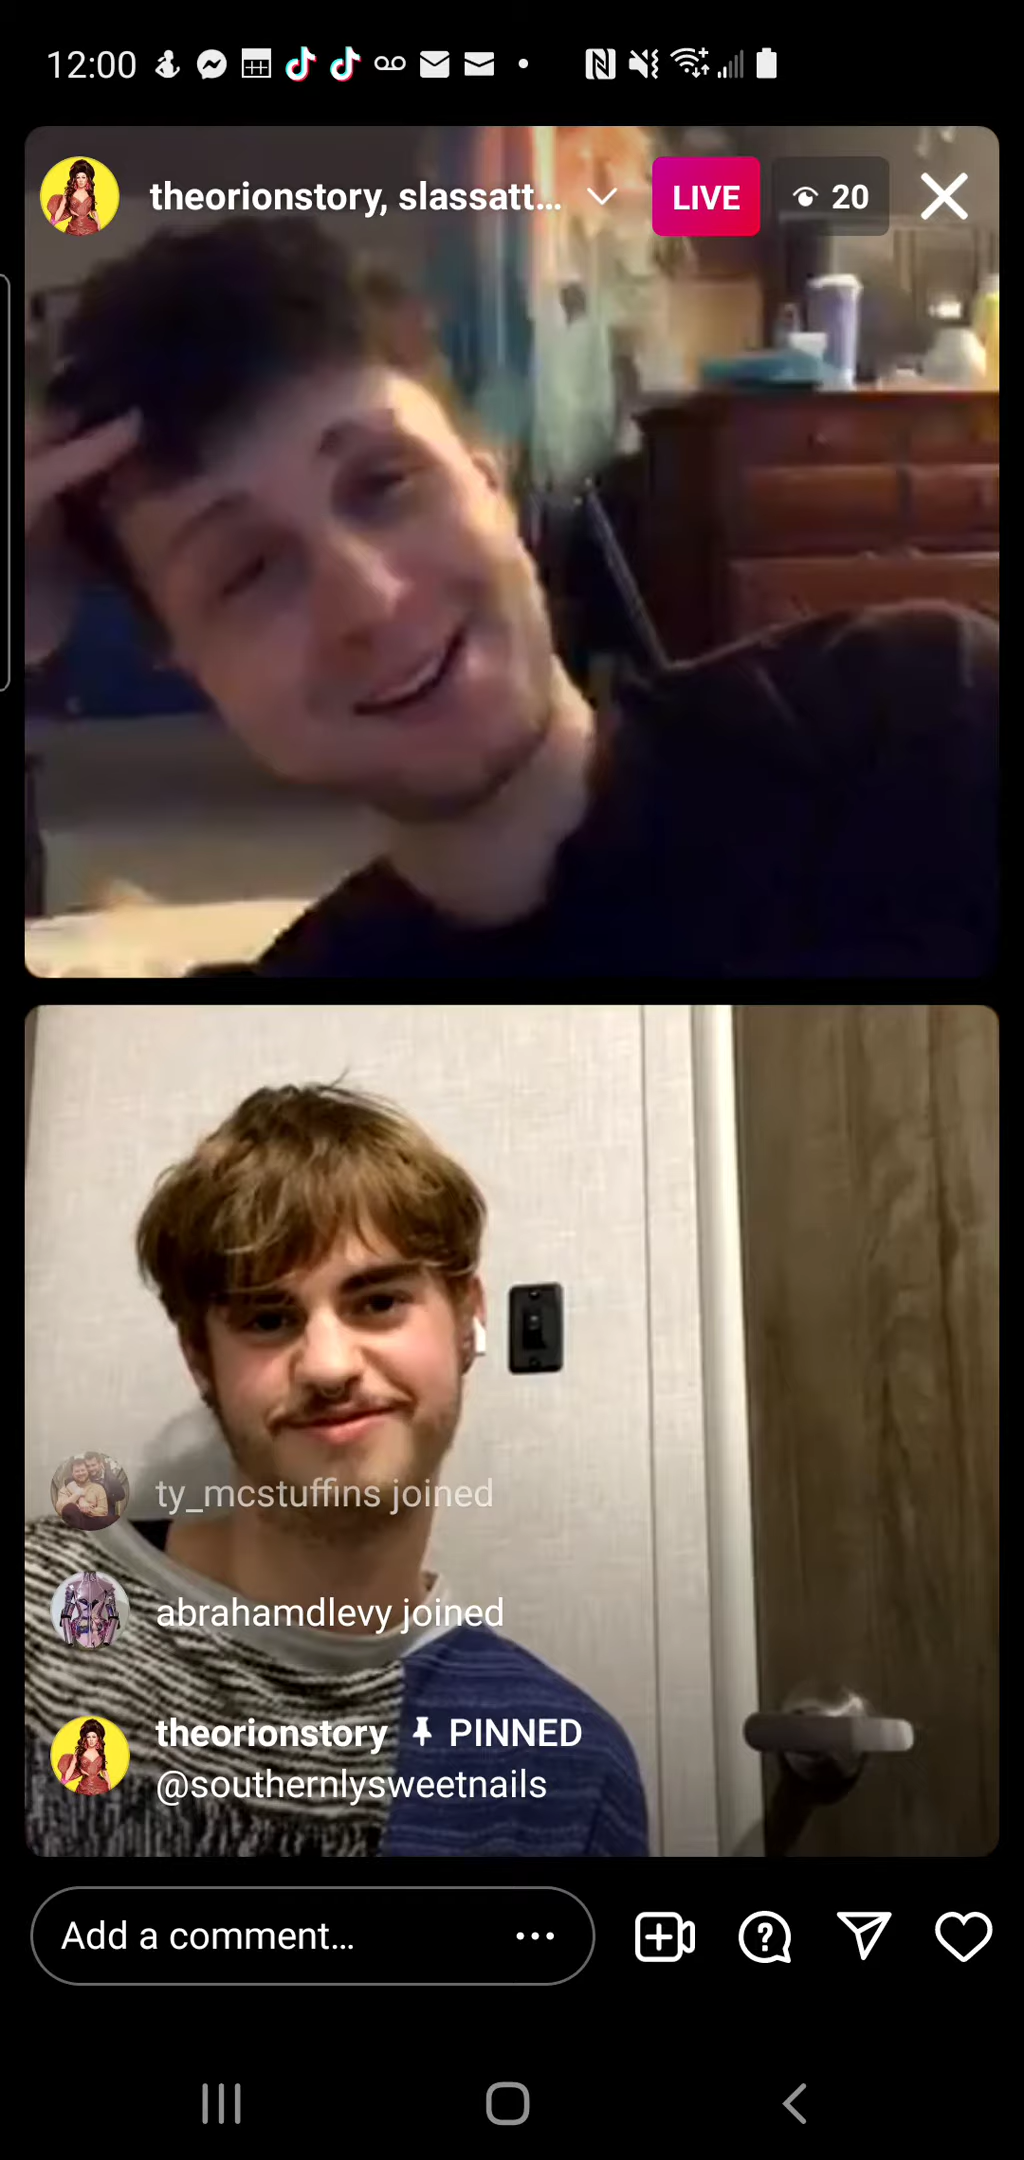 12:00
theorionstory, slassatt...
LIVE
20
ty_mcstuffins joined
abrahamdlevy joined
theorionstory PINNED
@southernlysweetnails
Add a comment...